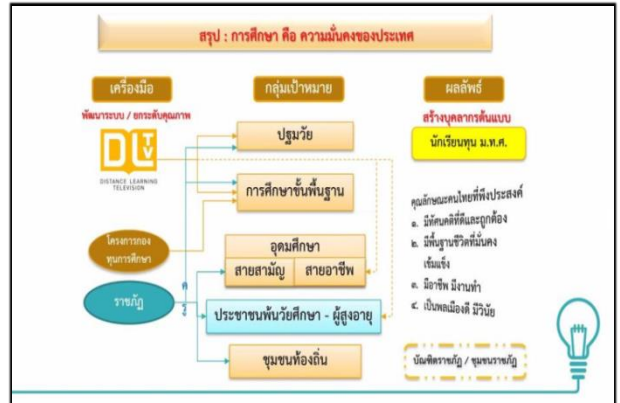 สรุป : การศึกษา คือ ความมั่นคงของประเทศ
เครื่องมือ
กลุ่มเป้าหมาย
ผลลัพธ์
พัฒนาระบบ / ยกระดับคุณภาพ
DLTV
DISTANCE LEARNING
TELEVISION
โครงการกอง
ทุนการศึกษา
ราชภัฏ
ปฐมวัย
การศึกษาขั้นพื้นฐาน
อุดมศึกษา
สายสามัญ
สายอาชีพ
ประชาชนพ้นวัยศึกษา - ผู้สูงอายุ
ชุมชนท้องถิ่น
สร้างบุคลากรต้นแบบ
นักเรียนทุน ม.ท.ศ.
คุณลักษณะคนไทยที่พึงประสงค์
๑. มีทัศนคติที่ดีและถูกต้อง
๒. มีพื้นฐานชีวิตที่มั่นคง
เข้มแข็ง
๓. มีอาชีพ มีงานทำ
๔. เป็นพลเมืองดี มีวินัย
บัณฑิตราชภัฏ / ชุมชนราชภัฏ